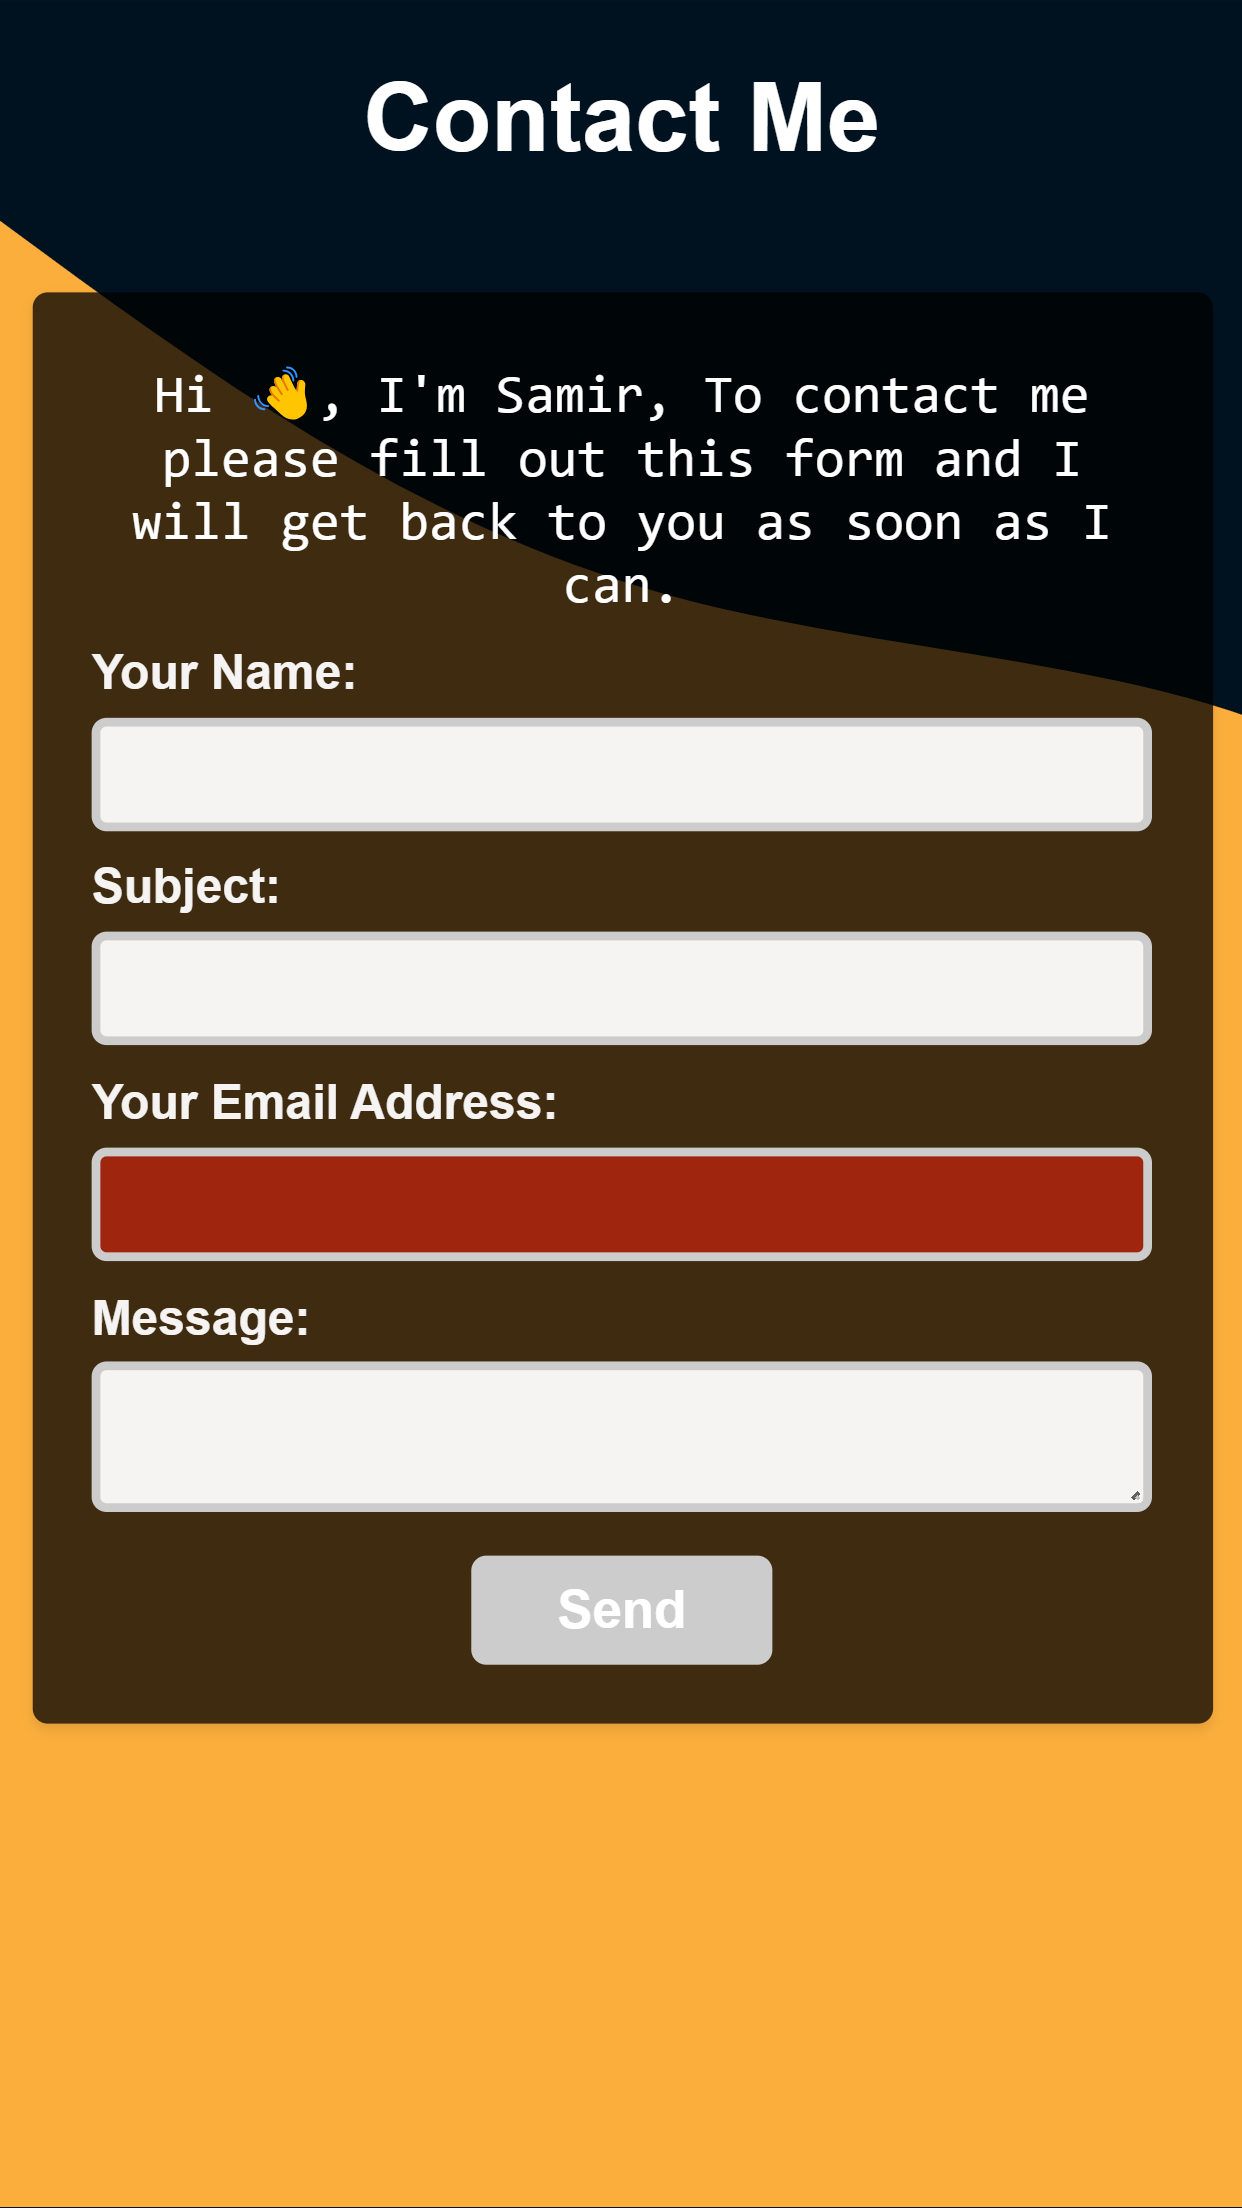 Contact Me
Hi 👋, I'm Samir, To contact me
please fill out this form and I
will get back to you as soon as I
can.
Your Name:
Subject:
Your Email Address:
Message:
Send